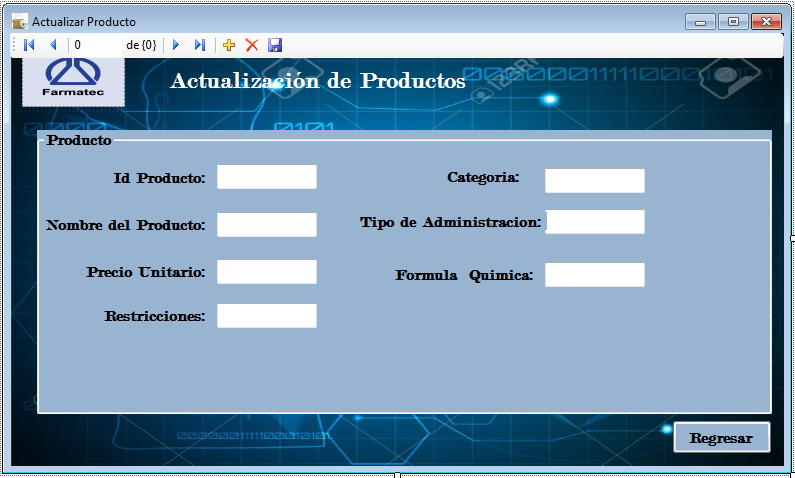 Actualizar Producto
0 de {0}
Farmatec
Actualización de Productos
0101
Producto
Id Producto:
Categoria:
Nombre del Producto:
Tipo de Administracion:
Precio Unitario:
Formula Quimica:
Restricciones:
Regresar